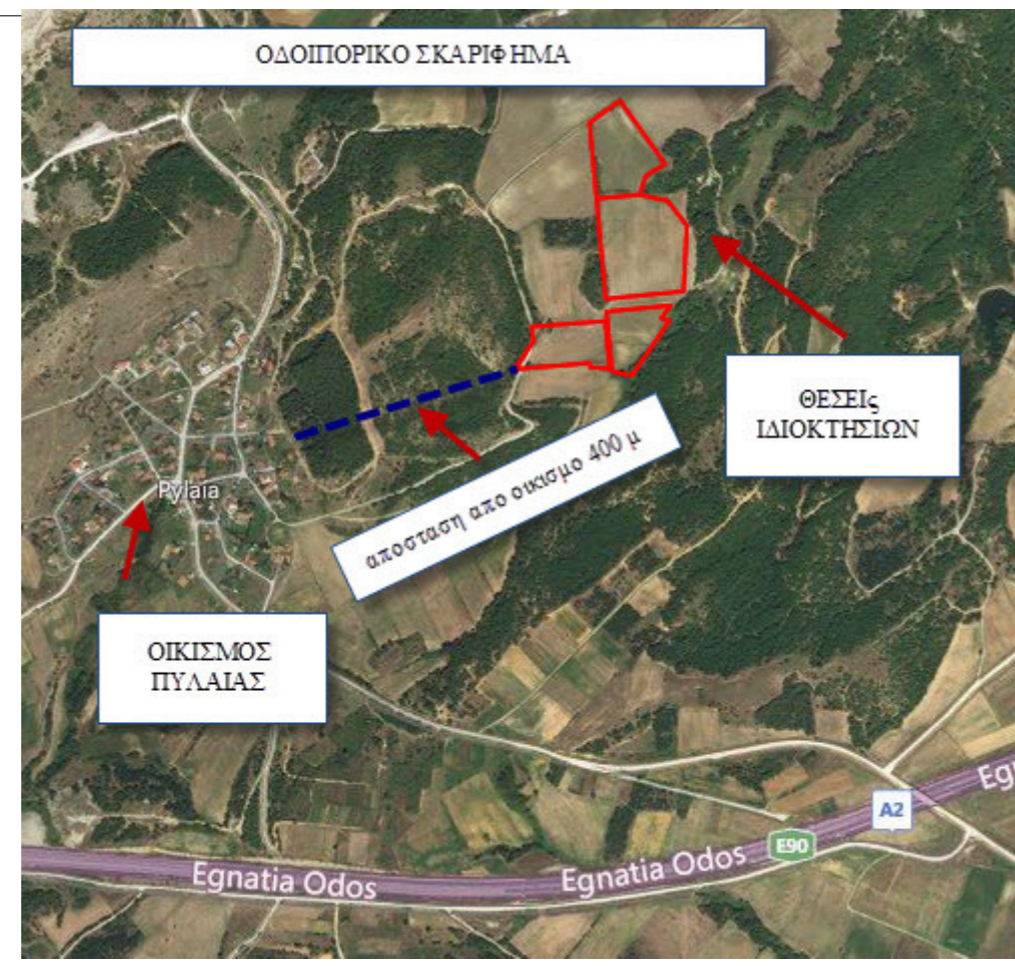 ΟΔΟΙΠΟΡΙΚΟ ΣΚΑΡΙΦΗΜΑ
ΘΕΣΕΙς
ΙΔΙΟΚΤΗΣΙΩΝ
αποσταση απο οικισμο 400 μ
Pylaia
ΟΙΚΙΣΜΟΣ
ΠΥΛΑΙΑΣ
Eg
A2
E90
Egnatia Odos
Egnatia Odos